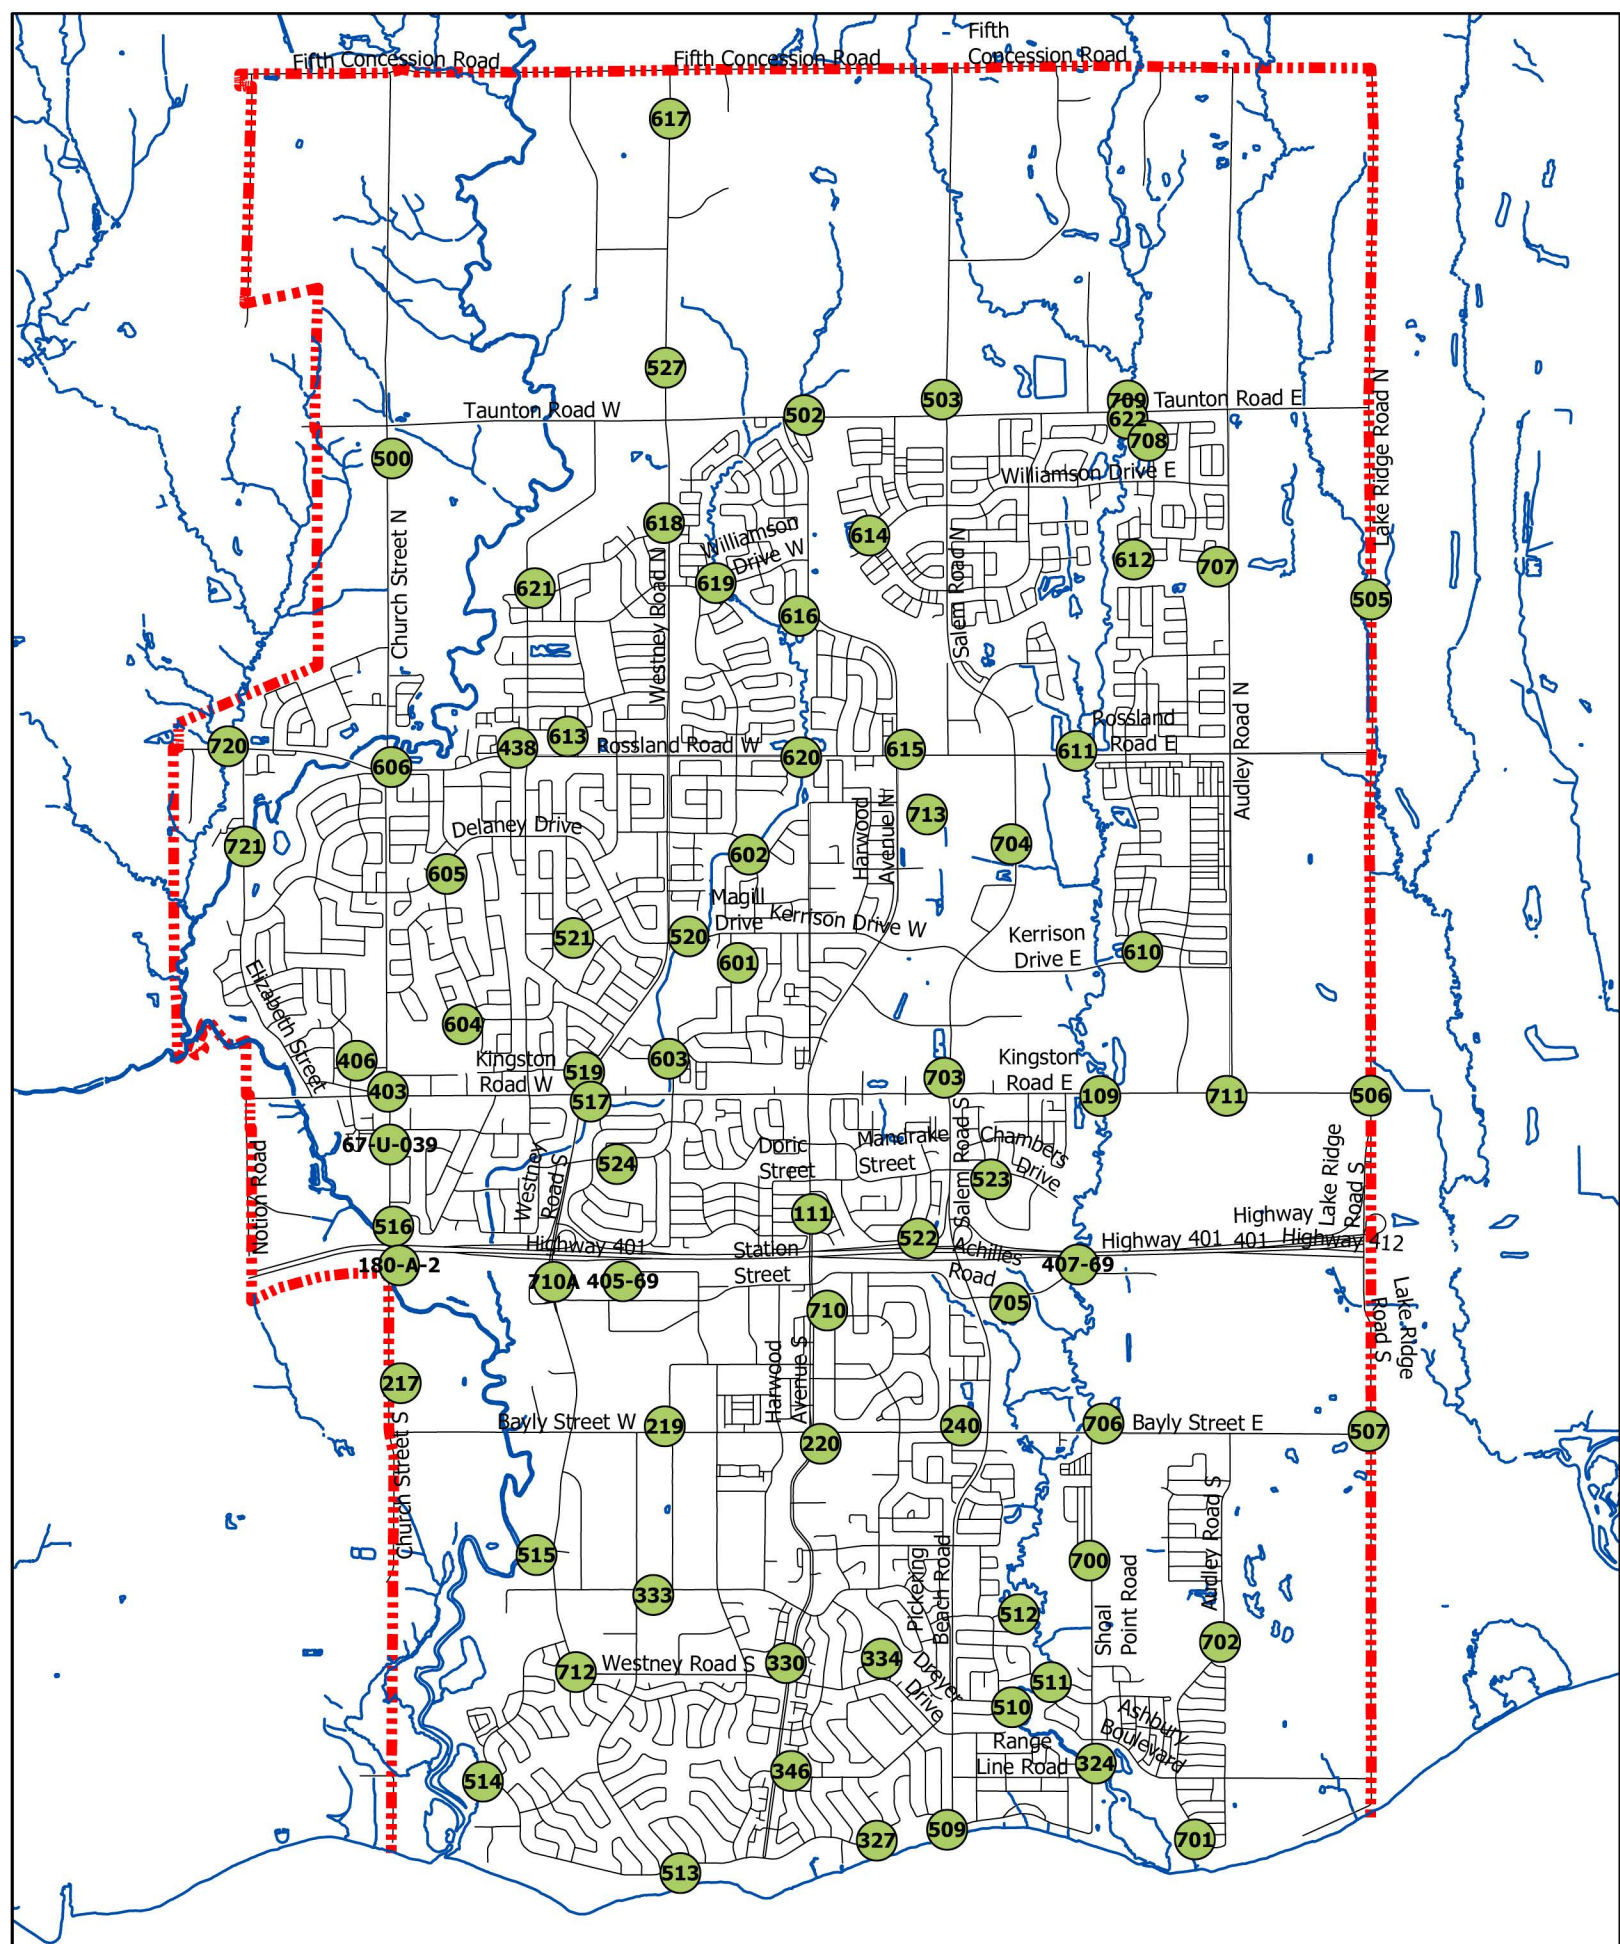 Fifth
Concession Road
Fifth Concession Road
Fifth Concession Road
617
527
503
709
Taunton Road E
Taunton Road W
502
622
708
500
Williamson Drive E
Lake Ridge Road N
618
Williamson
Drive W
614
Church Street N
Salem Road N
612
707
619
621
505
Westney Road N
616
720
438
613
Rossland Road W
620
615
611
Rossland
Road E
606
Audley Road N
713
Harwood
Avenue N
Delaney Drive
721
602
704
605
Magill
Drive
Kerrison Drive W
521
520
Kerrison
Drive E
610
601
Elizabeth Street
604
406
Kingston
Road W
519
603
Kingston
Road E
703
403
517
109
711
506
67-U-039
Doric
Street
Mandrake
Street
Salem Road S
Chambers
Drive
Westney
Road S
524
523
Notion Road
Lake Ridge
Road S
111
516
522
Highway 401
Station
Street
Achilles
Road
Highway 401
Highway
401
Highway 412
180-A-2
710A
405-69
407-69
705
710
Lake Ridge
Road S
Harwood
Avenue S
217
Bayly Street W
219
220
240
706
Bayly Street E
507
Church Street S
515
333
Pickering
Beach Road
700
Shoal
Point Road
Audley Road S
512
702
712
Westney Road S
330
334
Dreyer
Drive
511
510
Ashbury
Boulevard
Range
Line Road
324
514
346
327
509
701
513